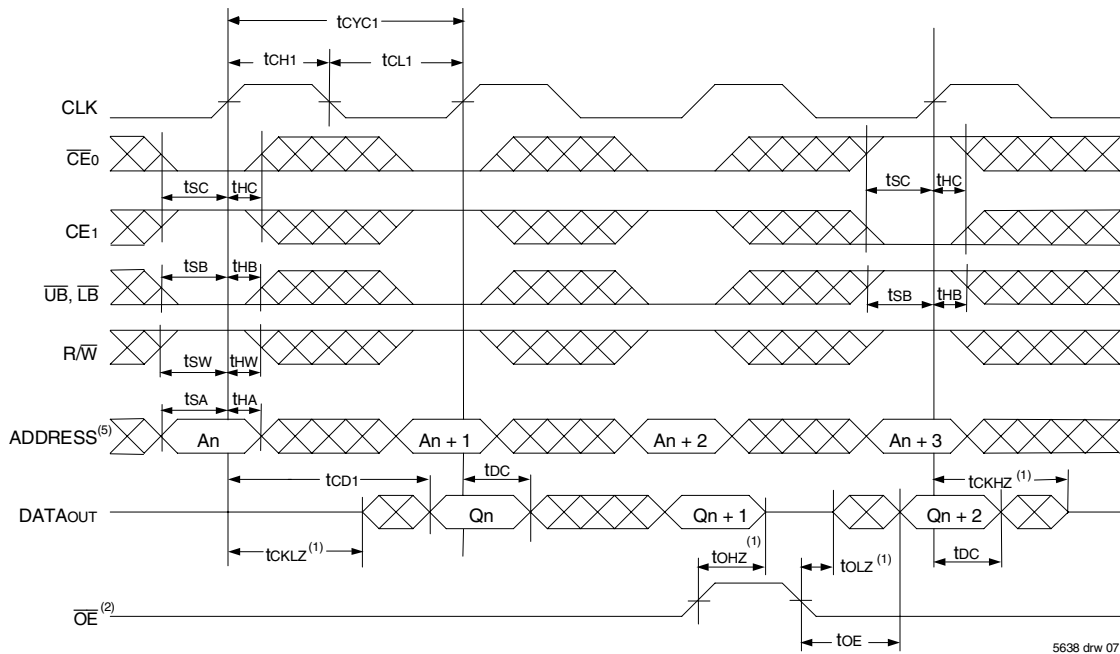 tCYC1
tCH1 tCL1
CLK
CE0
tSC tHC tSC tHC
CE1
tSB tHB
UB, LB
tSB tHB
R/W
tSW tHW
tSA tHA
ADDRESS(5) An An + 1 An + 2 An + 3
tCD1 tDC tCKHZ(1)
DATAOUT Qn Qn + 1 Qn + 2
tCKLZ(1) tOHZ(1) tOLZ(1) tDC
OE(2)
tOE
5638 drw 07